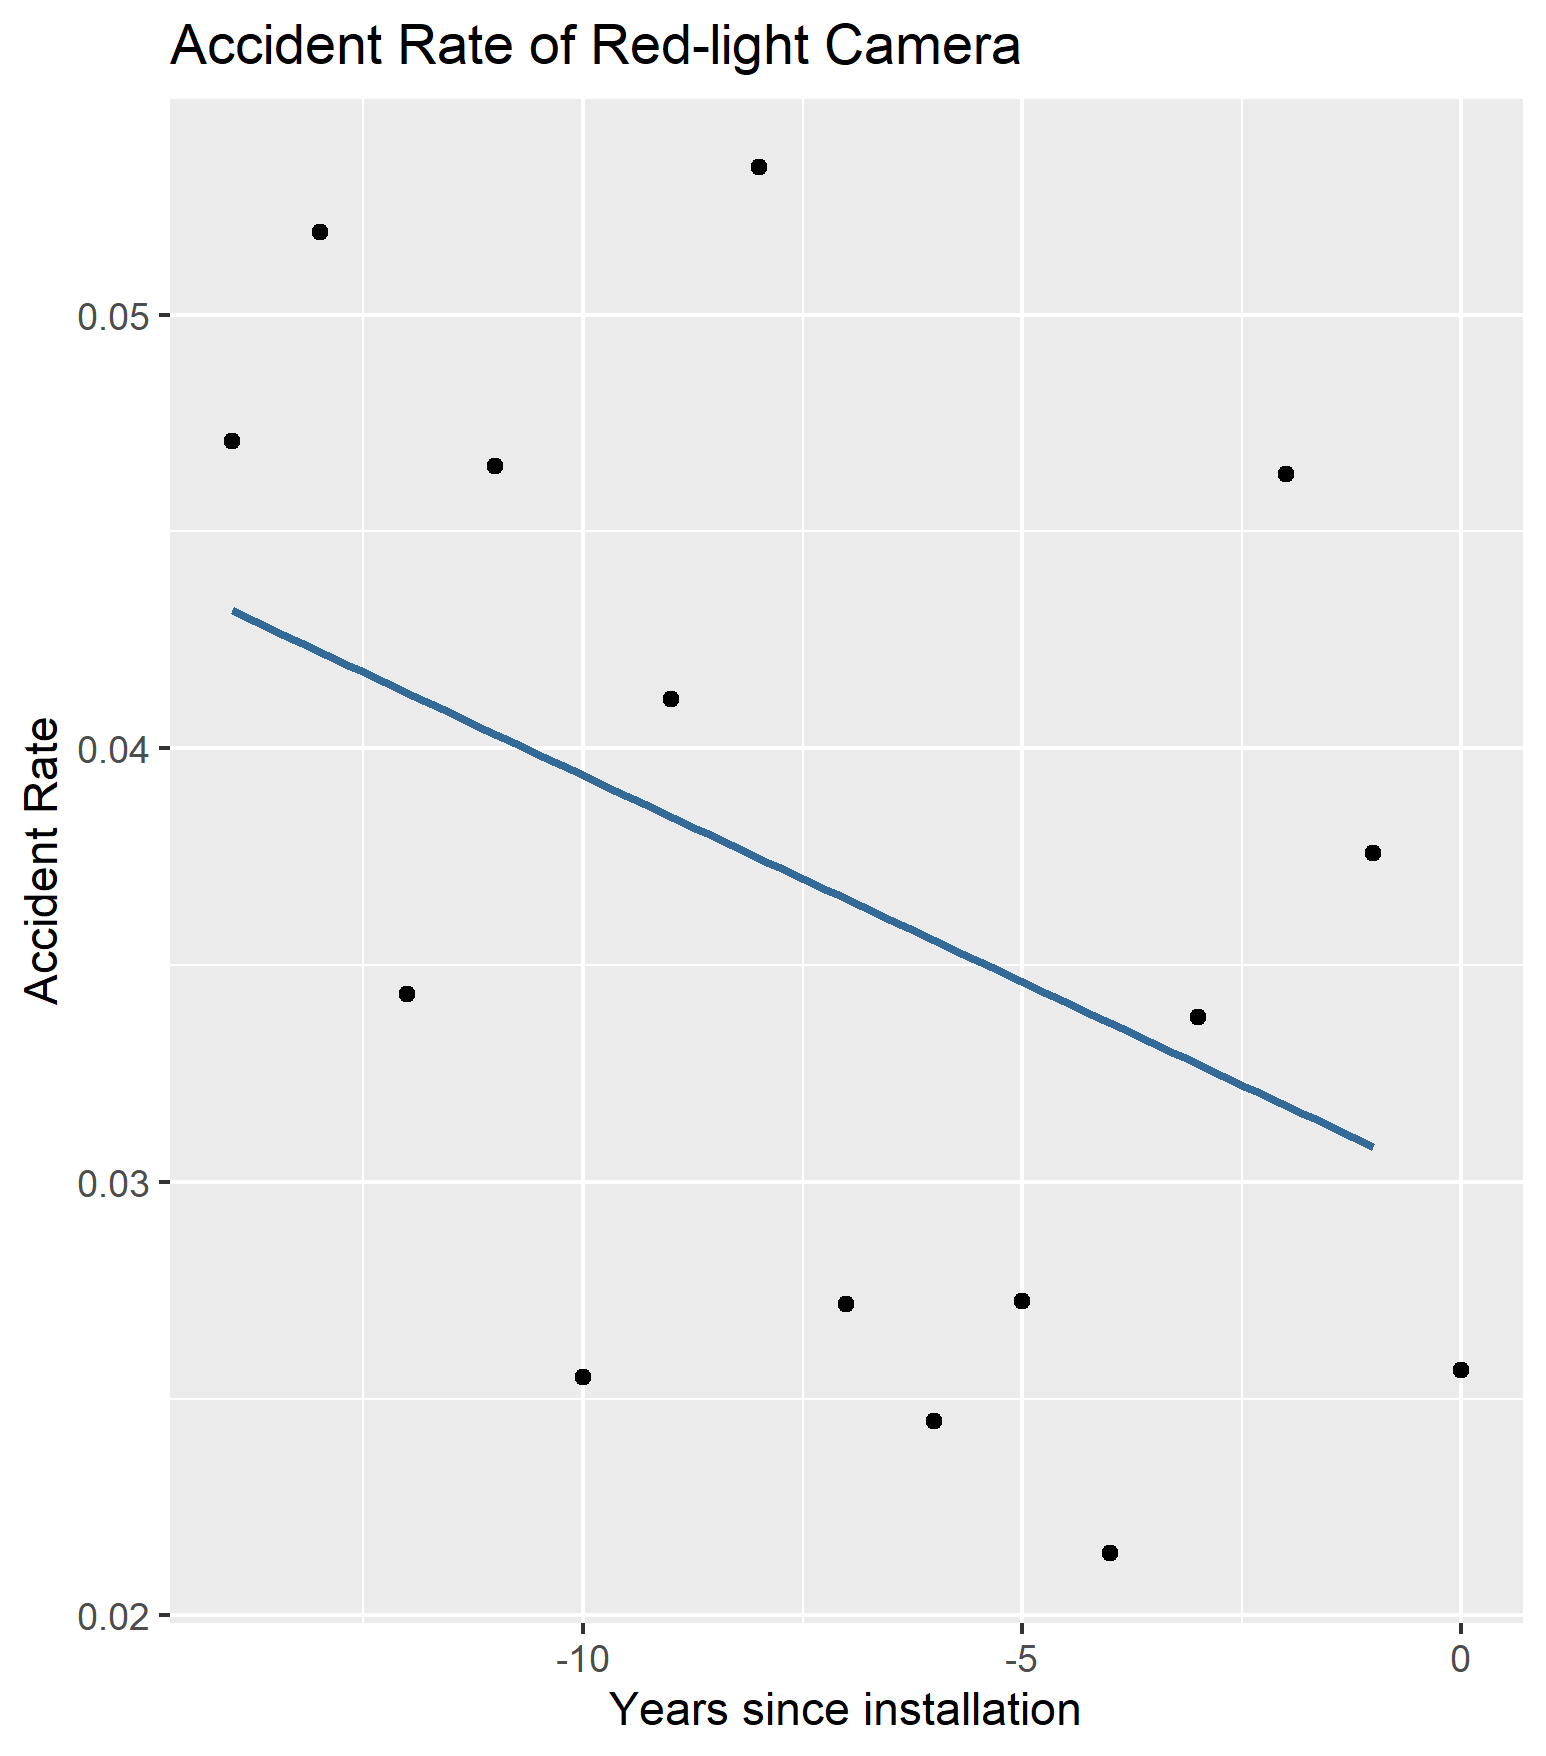 Accident Rate of Red-light Camera
0.05
0.04
0.03
0.02
Accident Rate
-10
-5
0
Years since installation